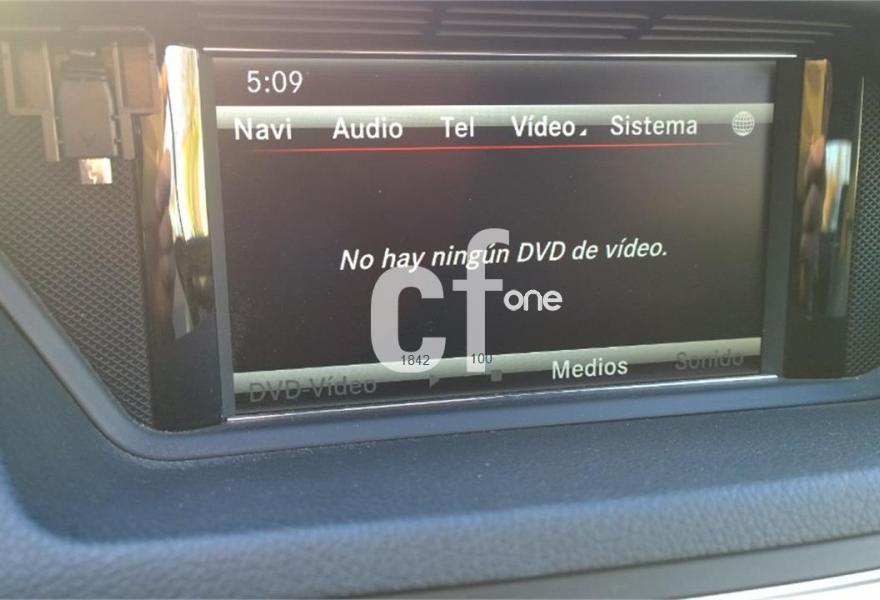 5:09
Navi Audio Tel Vídeo Sistema
No hay ningún DVD de vídeo.
cf one
1842 100
DVD-Vídeo Medios Sonido